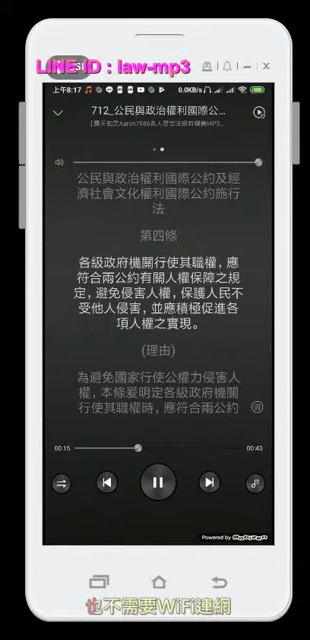 LINE ID：law-mp3
上午8:17
0.0KB/s
712_公民與政治權利國際公...
公民與政治權利國際公約及經
濟社會文化權利國際公約施行
法
第四條
各級政府機關行使其職權，應
符合兩公約有關人權保障之規
定，避免侵害人權，保護人民不
受他人侵害，並應積極促進各
項人權之實現。
(理由)
為避免國家行使公權力侵害人
權，本條爰明定各級政府機關
行使其職權時，應符合兩公約
詞
00:15
00:43
Powered by
也不需要WiFi連網